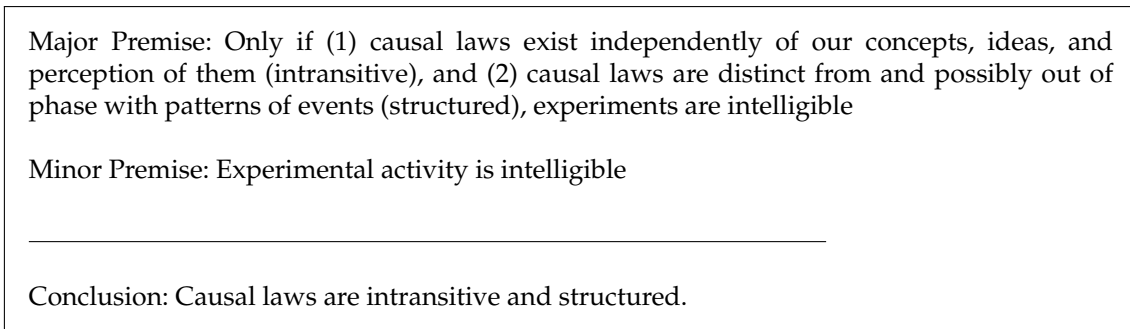 Major Premise: Only if (1) causal laws exist independently of our concepts, ideas, and
perception of them (intransitive), and (2) causal laws are distinct from and possibly out of
phase with patterns of events (structured), experiments are intelligible
Minor Premise: Experimental activity is intelligible
Conclusion: Causal laws are intransitive and structured.